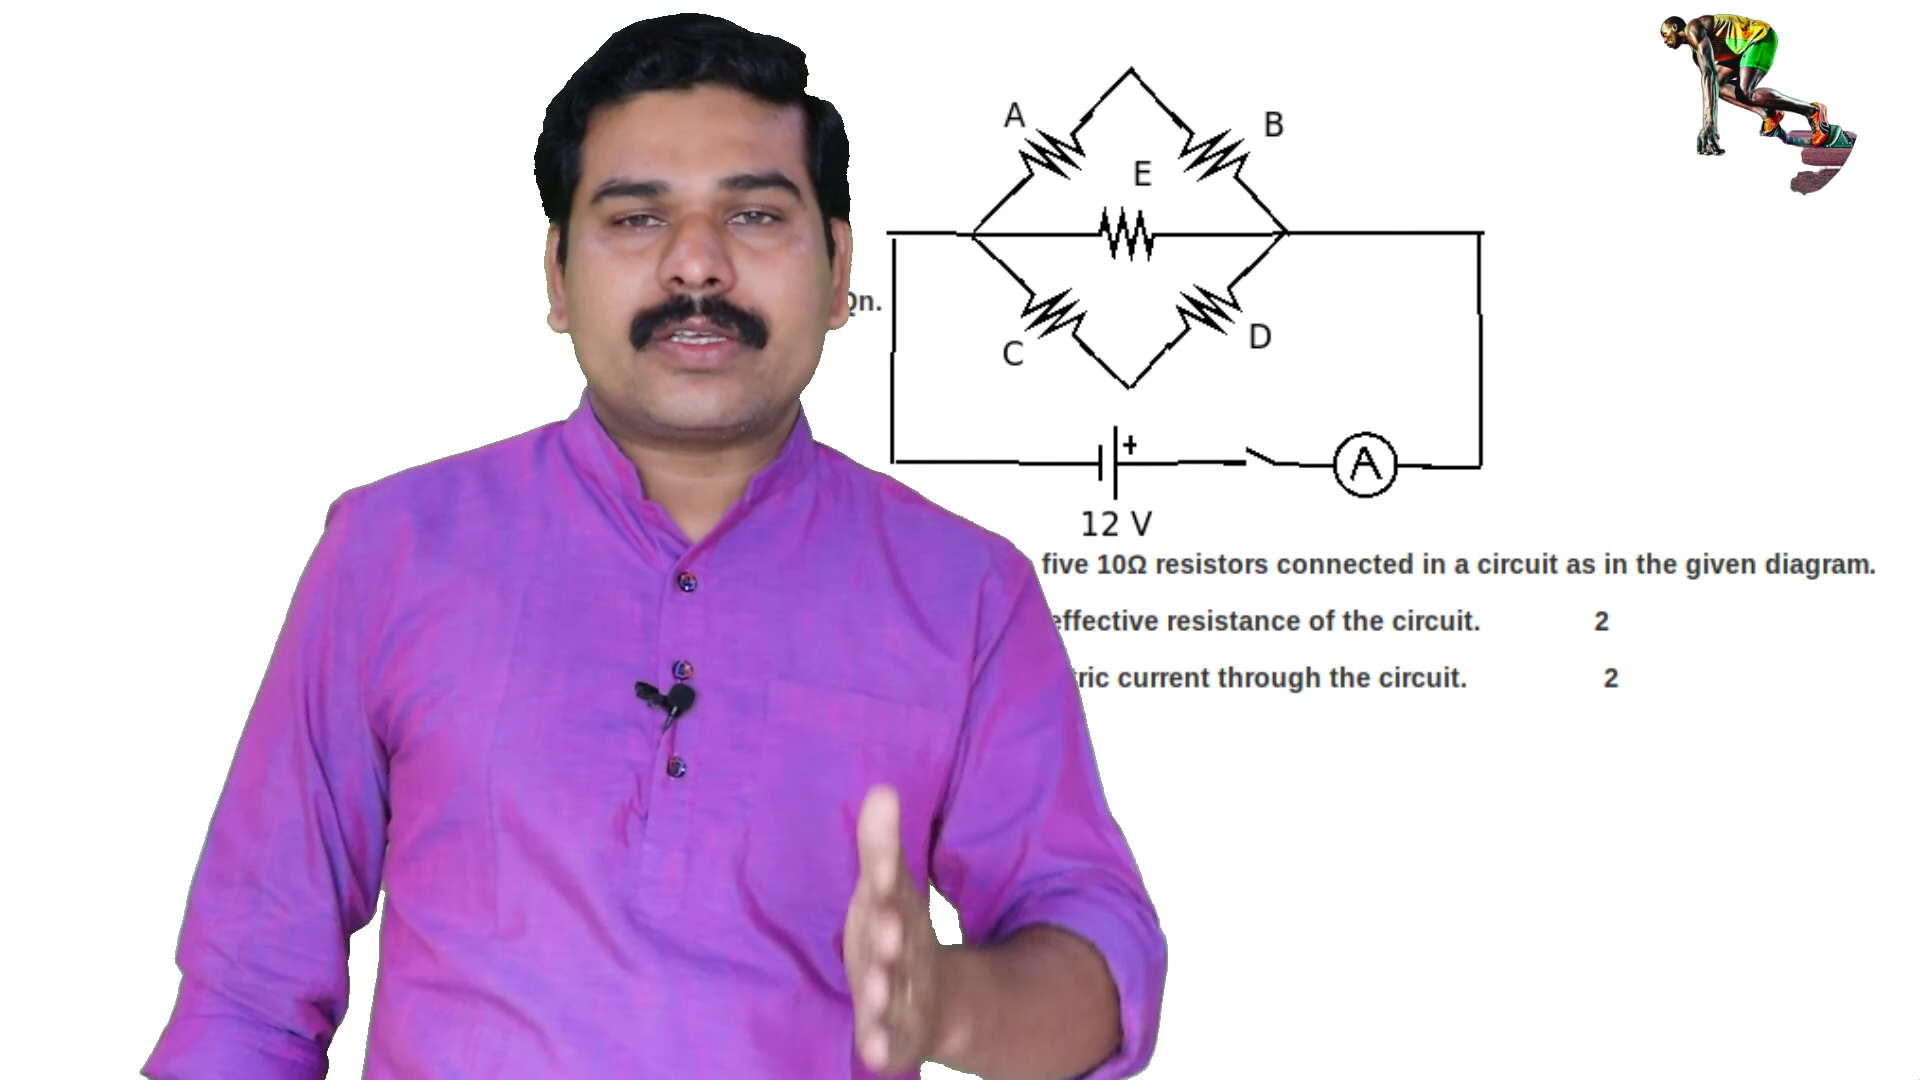 A
B
E
Qn.
C
D
+
A
12 V
five 10Ω resistors connected in a circuit as in the given diagram.
effective resistance of the circuit. 2
current through the circuit. 2